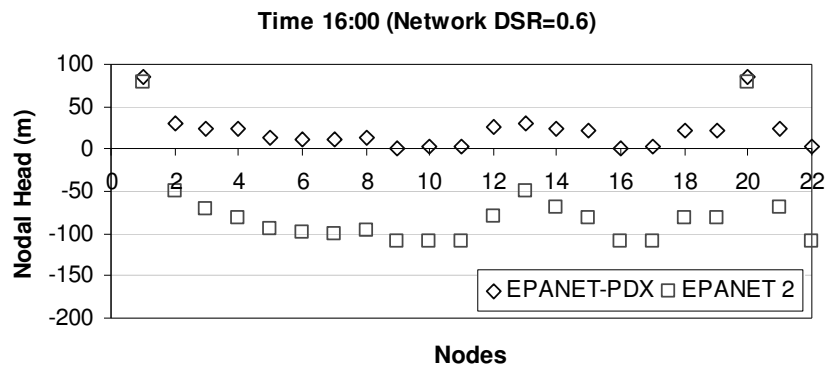 Time 16:00 (Network DSR=0.6)
Nodal Head (m)
100
50
0
-50
-100
-150
-200
0 2 4 6 8 10 12 14 16 18 20 22
EPANET-PDX EPANET 2
Nodes